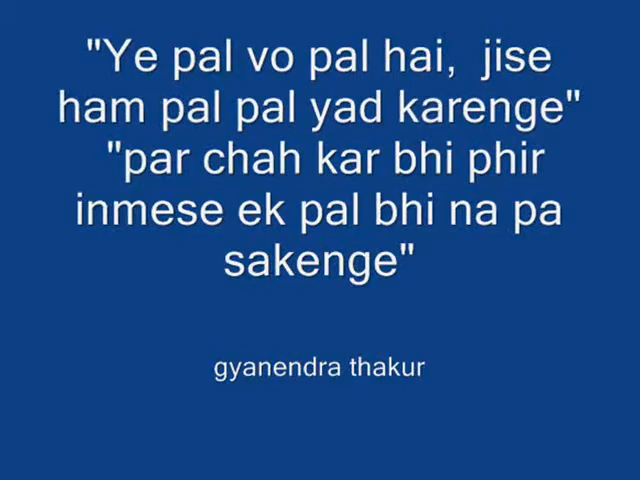 "Ye pal vo pal hai,  jise
ham pal pal yad karenge"
"par chah kar bhi phir
inmese ek pal bhi na pa
sakenge"
gyanendra thakur